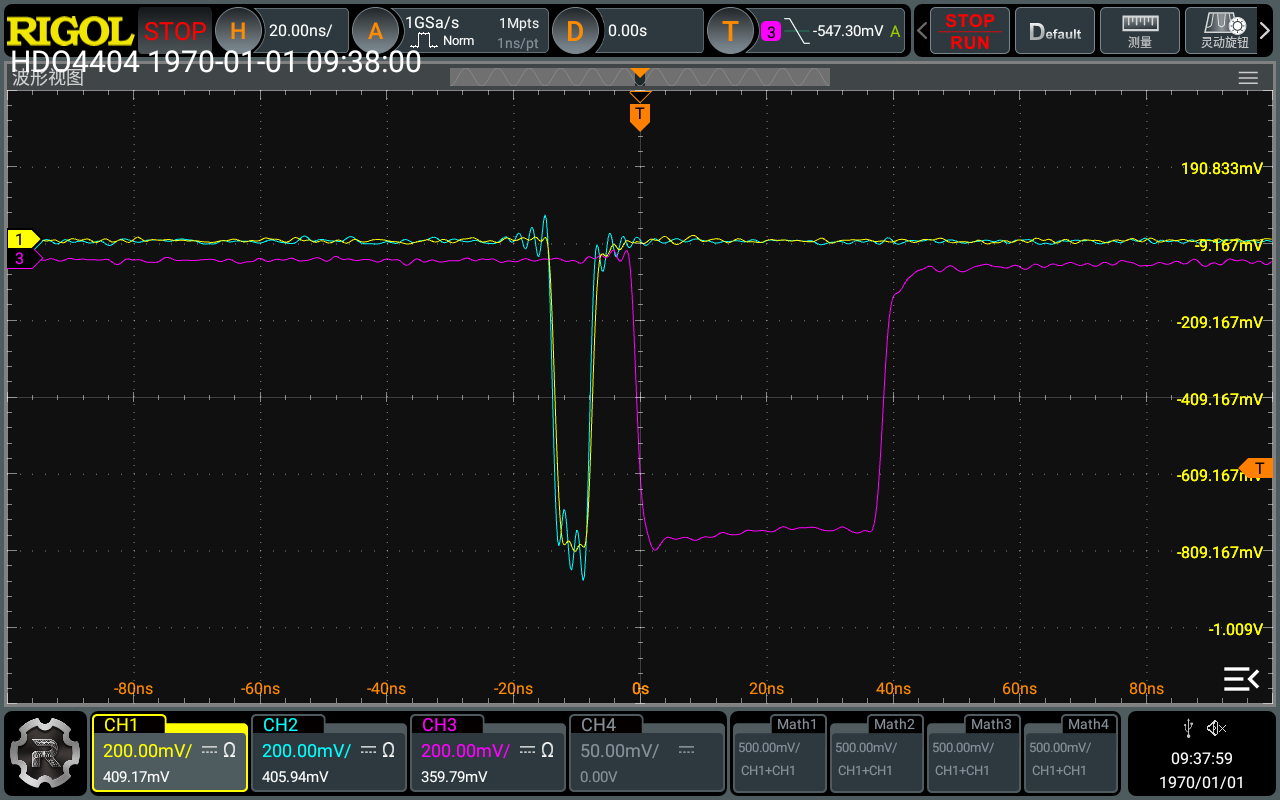 RIGOL STOP H 20.00ns/ A 1GSa/s Norm 1Mpts 1ns/pt D 0.00s T 3 -547.30mV A STOP RUN Default 测量 灵动旋钮
HDO4404 1970-01-01 09:38:00
波形视图
T
190.833mV
1
-9.167mV
3
-209.167mV
-409.167mV
T
-609.167mV
-809.167mV
-1.009V
-80ns -60ns -40ns -20ns 0s 20ns 40ns 60ns 80ns
CH1 CH2 CH3 CH4 Math1 Math2 Math3 Math4
200.00mV/ Ω 200.00mV/ Ω 200.00mV/ Ω 50.00mV/ 500.00mV/ 500.00mV/ 500.00mV/ 500.00mV/
409.17mV 405.94mV 359.79mV 0.00V CH1+CH1 CH1+CH1 CH1+CH1 CH1+CH1
09:37:59
1970/01/01